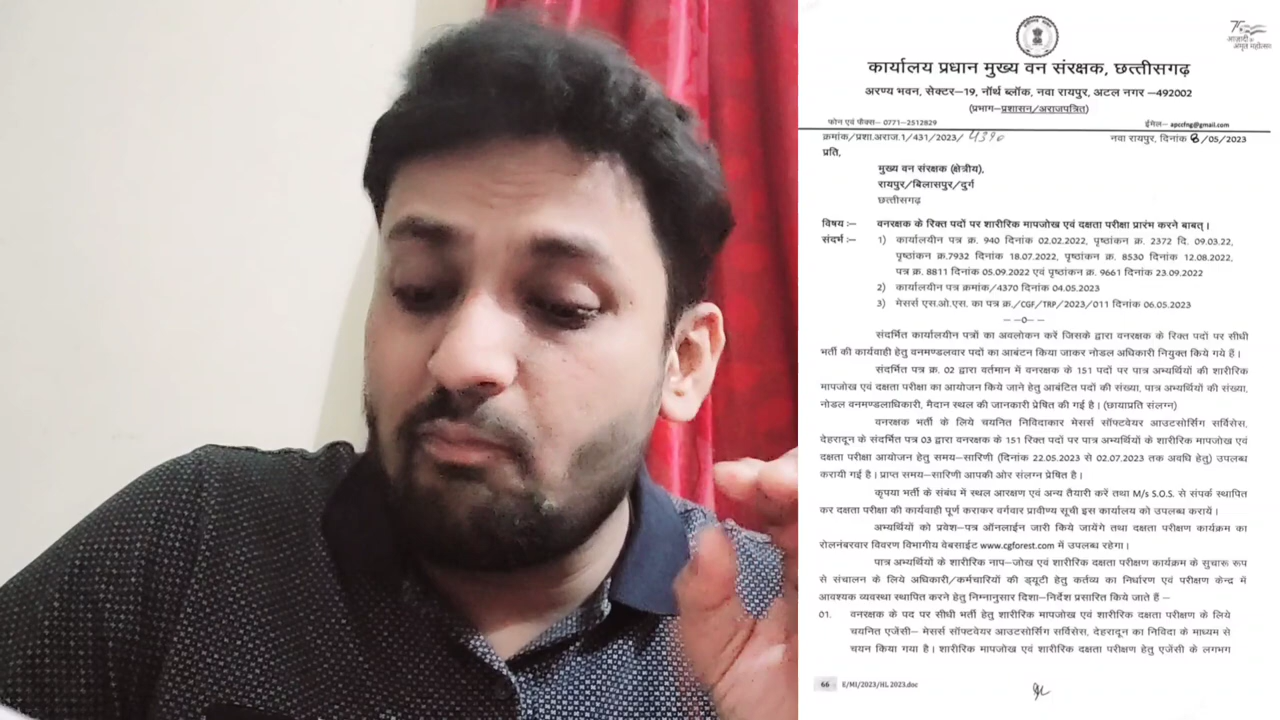 75
आज़ादी का
अमृत महोत्सव
कार्यालय प्रधान मुख्य वन संरक्षक, छत्तीसगढ़
अरण्य भवन, सेक्टर–19, नॉर्थ ब्लॉक, नवा रायपुर, अटल नगर –492002
(प्रभाग–प्रशासन/अराजपत्रित)
फोन एवं फैक्स– 0771-2512829 ईमेल– apccfng@gmail.com
क्रमांक/प्रशा.अराज.1/431/2023/ नवा रायपुर, दिनांक 8/05/2023
प्रति,
मुख्य वन संरक्षक (क्षेत्रीय),
रायपुर/बिलासपुर/दुर्ग
छत्तीसगढ़
विषय :– वनरक्षक के रिक्त पदों पर शारीरिक मापजोख एवं दक्षता परीक्षा प्रारंभ करने बाबत्।
संदर्भ :– 1) कार्यालयीन पत्र क्र. 940 दिनांक 02.02.2022, पृष्ठांकन क्र. 2372 दि. 09.03.22,
पृष्ठांकन क्र.7932 दिनांक 18.07.2022, पृष्ठांकन क्र. 8530 दिनांक 12.08.2022,
पत्र क्र. 8811 दिनांक 05.09.2022 एवं पृष्ठांकन क्र. 9661 दिनांक 23.09.2022
2) कार्यालयीन पत्र क्रमांक/4370 दिनांक 04.05.2023
3) मेसर्स एस.ओ.एस. का पत्र क्र./CGF/TRP/2023/011 दिनांक 06.05.2023
– –0– –
संदर्भित कार्यालयीन पत्रों का अवलोकन करें जिसके द्वारा वनरक्षक के रिक्त पदों पर सीधी
भर्ती की कार्यवाही हेतु वनमण्डलवार पदों का आबंटन किया जाकर नोडल अधिकारी नियुक्त किये गये हैं।
संदर्भित पत्र क्र. 02 द्वारा वर्तमान में वनरक्षक के 151 पदों पर पात्र अभ्यर्थियों की शारीरिक
मापजोख एवं दक्षता परीक्षा का आयोजन किये जाने हेतु आबंटित पदों की संख्या, पात्र अभ्यर्थियों की संख्या,
नोडल वनमण्डलाधिकारी, मैदान स्थल की जानकारी प्रेषित की गई है। (छायाप्रति संलग्न)
वनरक्षक भर्ती के लिये चयनित निविदाकार मेसर्स सॉफ्टवेयर आउटसोर्सिंग सर्विसेस,
देहरादून के संदर्भित पत्र 03 द्वारा वनरक्षक के 151 रिक्त पदों पर पात्र अभ्यर्थियों के शारीरिक मापजोख एवं
दक्षता परीक्षा आयोजन हेतु समय–सारिणी (दिनांक 22.05.2023 से 02.07.2023 तक अवधि हेतु) उपलब्ध
करायी गई है। प्राप्त समय–सारिणी आपकी ओर संलग्न प्रेषित है।
कृपया भर्ती के संबंध में स्थल आरक्षण एवं अन्य तैयारी करें तथा M/s S.O.S. से संपर्क स्थापित
कर दक्षता परीक्षा की कार्यवाही पूर्ण कराकर वर्गवार प्रावीण्य सूची इस कार्यालय को उपलब्ध करायें।
अभ्यर्थियों को प्रवेश–पत्र ऑनलाईन जारी किये जायेंगे तथा दक्षता परीक्षण कार्यक्रम का
रोलनंबरवार विवरण विभागीय वेबसाईट www.cgforest.com में उपलब्ध रहेगा।
पात्र अभ्यर्थियों के शारीरिक नाप–जोख एवं शारीरिक दक्षता परीक्षण कार्यक्रम के सुचारू रूप
से संचालन के लिये अधिकारी/कर्मचारियों की ड्यूटी हेतु कर्तव्य का निर्धारण एवं परीक्षण केन्द्र में
आवश्यक व्यवस्था स्थापित करने हेतु निम्नानुसार दिशा–निर्देश प्रसारित किये जाते हैं –
01. वनरक्षक के पद पर सीधी भर्ती हेतु शारीरिक मापजोख एवं शारीरिक दक्षता परीक्षण के लिये
चयनित एजेंसी– मेसर्स सॉफ्टवेयर आउटसोर्सिंग सर्विसेस, देहरादून का निविदा के माध्यम से
चयन किया गया है। शारीरिक मापजोख एवं शारीरिक दक्षता परीक्षण हेतु एजेंसी के लगभग
66 E/MI/2023/HL 2023.doc